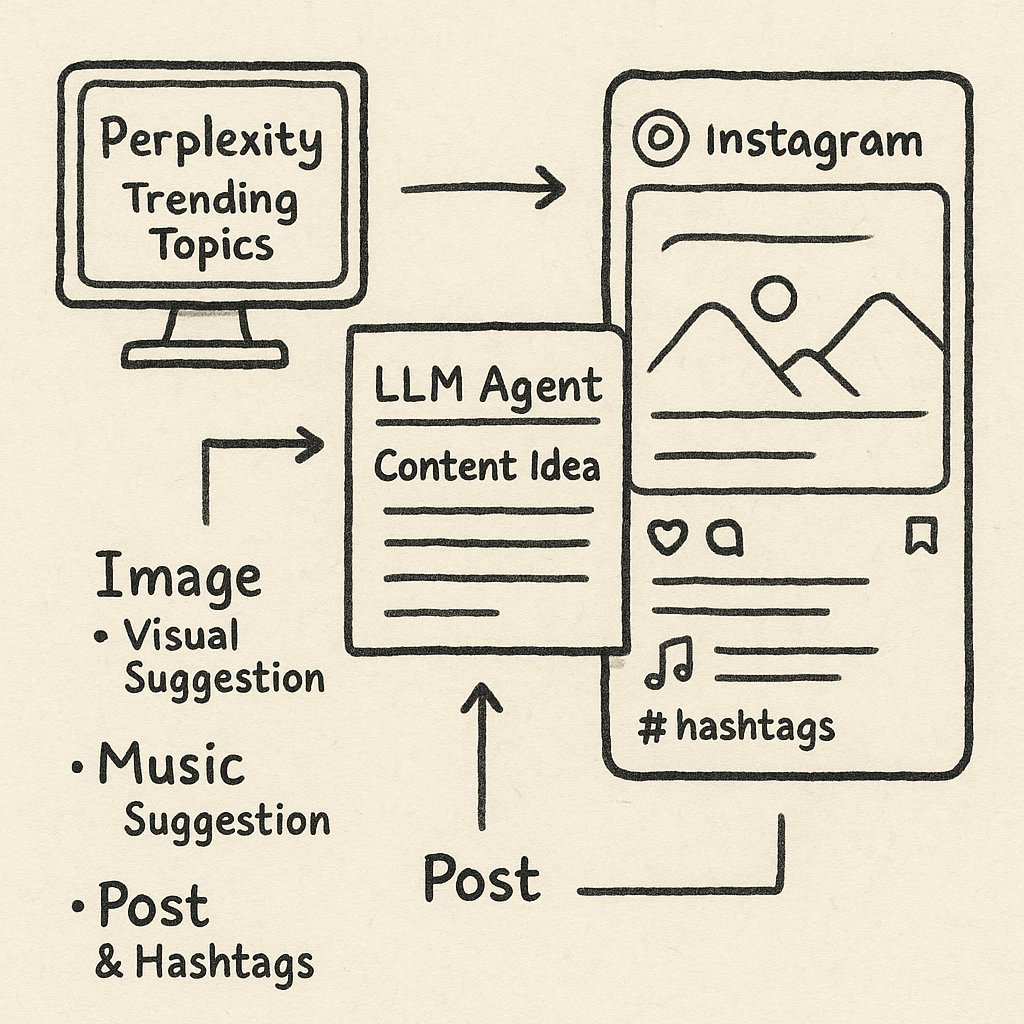 Perplexity
Trending
Topics
Instagram
LLM Agent
Content Idea
Image
• Visual
Suggestion
• Music
Suggestion
• Post
& Hashtags
# hashtags
Post